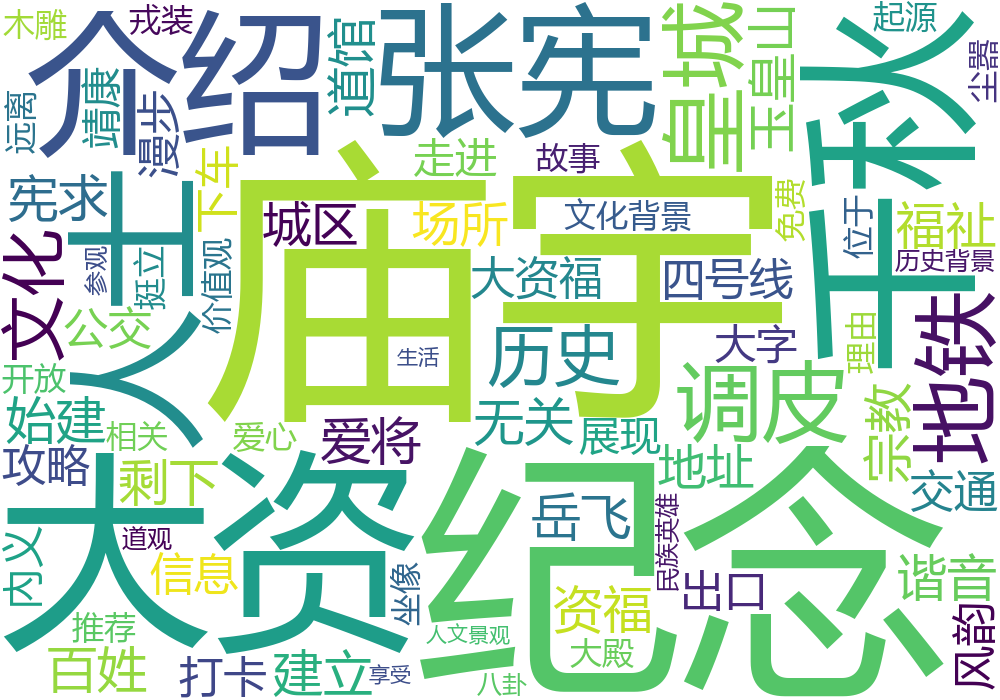 木雕
戎装
介绍
道馆
张宪
皇城
玉皇山
秋
起源
尘嚣
远离
靖康
漫步
下车
走进
故事
庙宇
免费
平
宪求
人士
城区
场所
文化背景
位于
福祉
历史背景
文化
参观
挺立
价值观
大资福
四号线
公交
历史
大字
理由
地铁
生活
开放
始建
相关
爱心
爱将
无关
展现
调皮
宗教
攻略
剩下
地址
交通
大资
纪念
岳飞
民族英雄
道观
内义
信息
坐像
资福
出口
谐音
推荐
人文景观
大殿
风韵
百姓
打卡
建立
享受
八卦